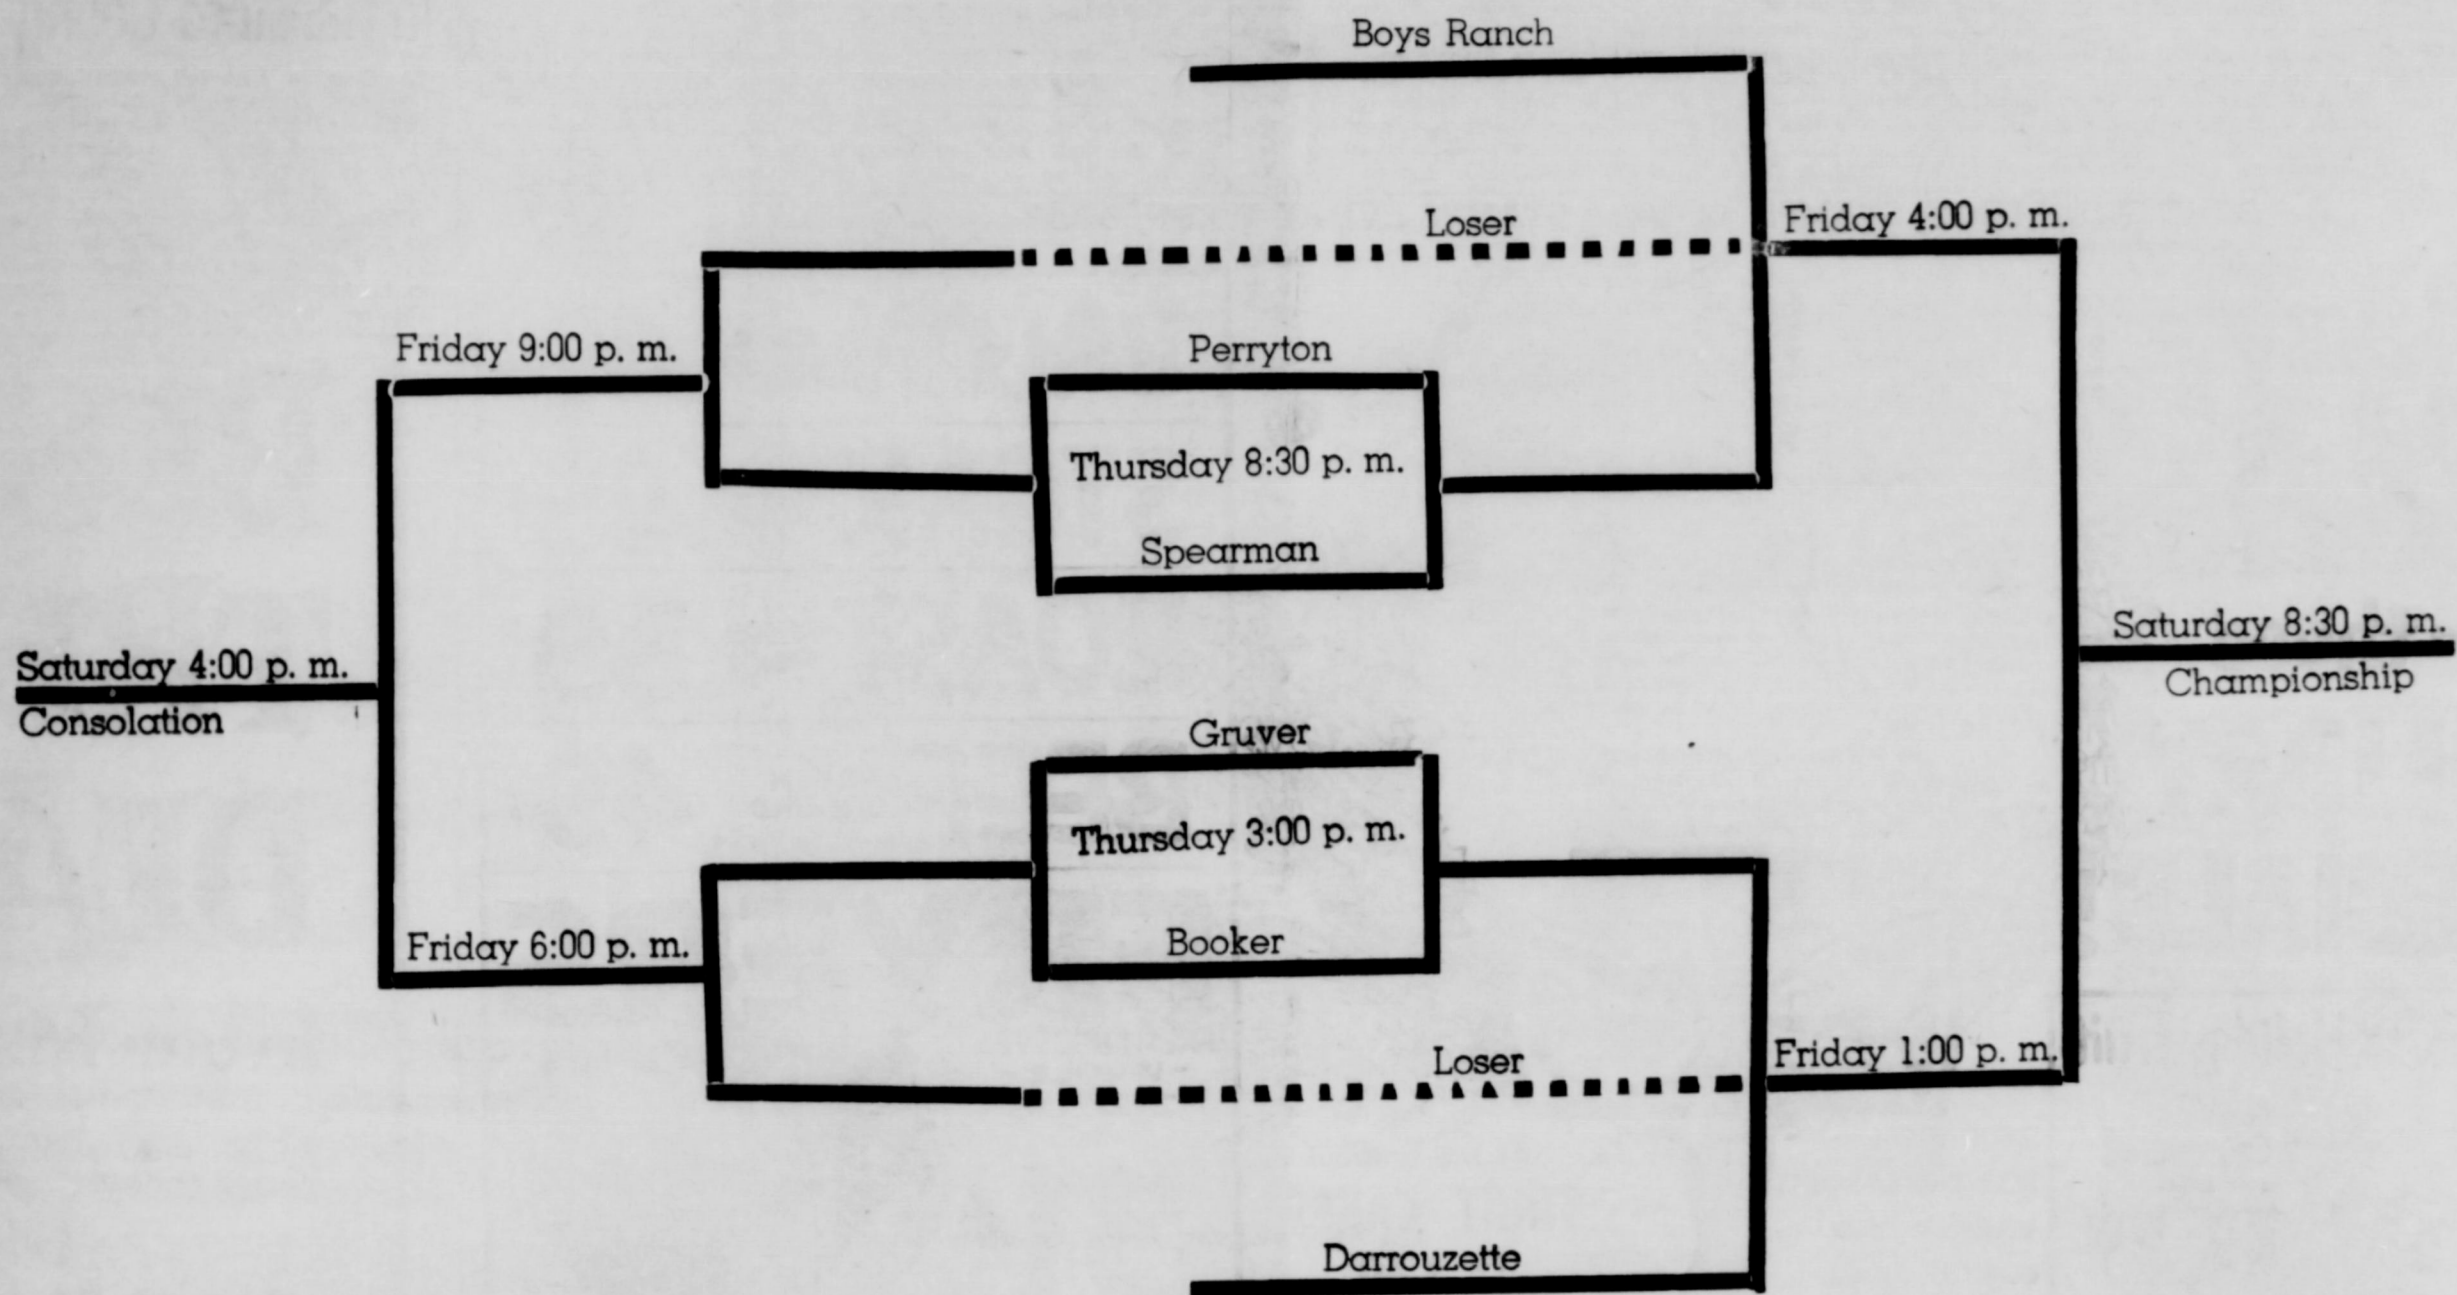 Boys Ranch
Loser
Friday 4:00 p. m.
Friday 9:00 p. m.
Perryton
Thursday 8:30 p. m.
Spearman
Saturday 8:30 p. m.
Championship
Saturday 4:00 p. m.
Consolation
Gruver
Thursday 3:00 p. m.
Booker
Friday 6:00 p. m.
Loser
Friday 1:00 p. m.
Darrouzette